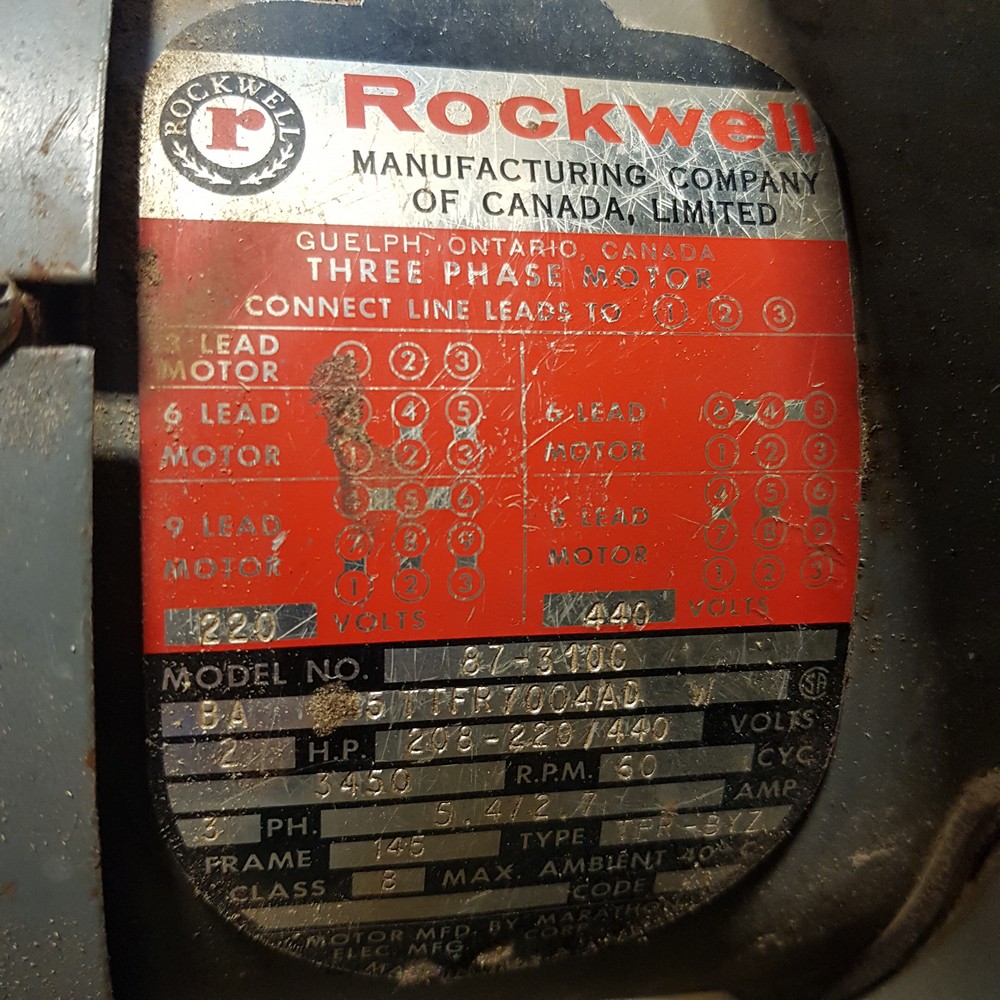 ROCKWELL
r
Rockwell
MANUFACTURING COMPANY
OF CANADA, LIMITED
GUELPH, ONTARIO, CANADA
THREE PHASE MOTOR
CONNECT LINE LEADS TO 1 2 3
3 LEAD
MOTOR
1 2 3
6 LEAD
MOTOR
4 5
1 2 3
6 LEAD
MOTOR
6 4 5
1 2 3
9 LEAD
MOTOR
4 5 6
7 8 9
1 2 3
9 LEAD
MOTOR
4 5 6
7 8 9
1 2 3
220 VOLTS
440 VOLTS
MODEL NO. 87-310C
BA 5TTFR7004AD W SA
2 H.P. 208-220/440 VOLTS
3450 R.P.M. 60 CYC
3 PH. 5.4/2.7 AMP
FRAME 145 TYPE TFR-BYZ
CLASS B MAX. AMBIENT 40° C
CODE
MOTOR MFD. BY MARATHON
ELEC. MFG. CORP